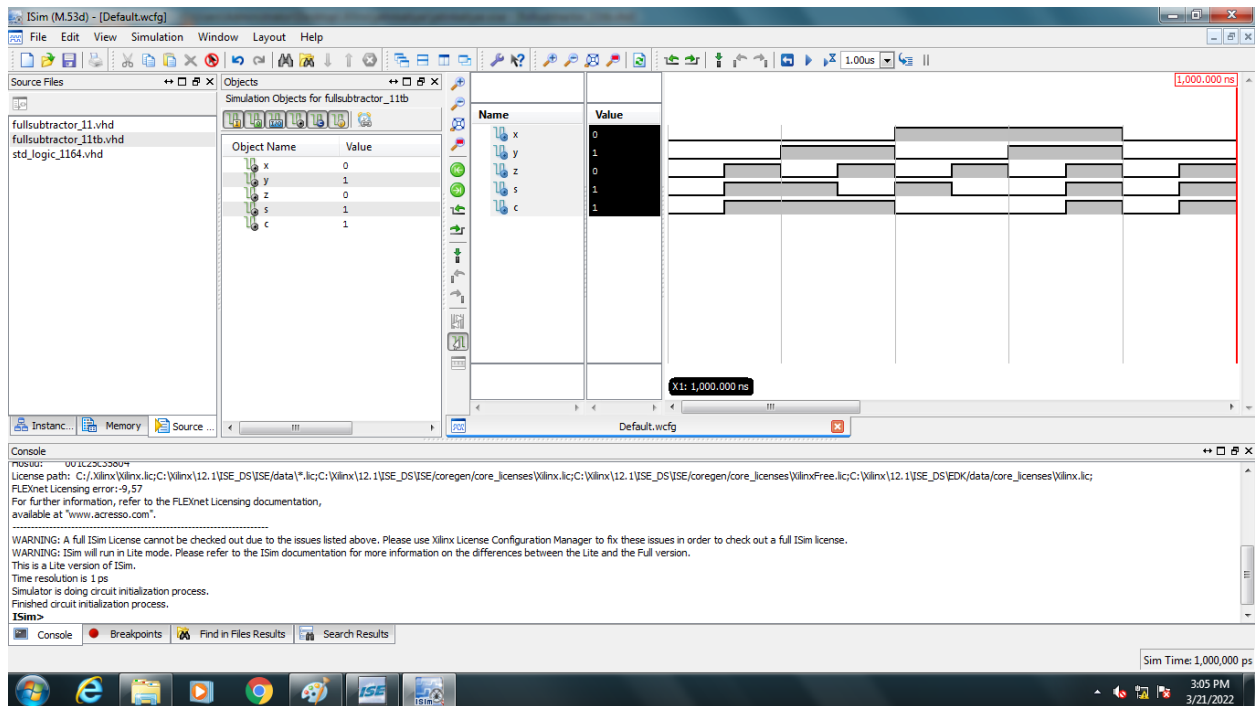 ISim (M.53d) - [Default.wcfg]
File Edit View Simulation Window Layout Help
1.00us
Source Files
fullsubtractor_11.vhd
fullsubtractor_11tb.vhd
std_logic_1164.vhd
Instanc... Memory Source ...
Objects
Simulation Objects for fullsubtractor_11tb
Object Name Value
x 0
y 1
z 0
s 1
c 1
Name Value
x 0
y 1
z 0
s 1
c 1
1,000.000 ns
X1: 1,000.000 ns
Default.wcfg
Console
License path: C:/.Xilinx\Xilinx.lic;C:\Xilinx\12.1\ISE_DS\ISE/data\*.lic;C:\Xilinx\12.1\ISE_DS\ISE/coregen/core_licenses\Xilinx.lic;C:\Xilinx\12.1\ISE_DS\ISE/coregen/core_licenses\XilinxFree.lic;C:\Xilinx\12.1\ISE_DS\EDK/data/core_licenses\Xilinx.lic;
FLEXnet Licensing error:-9,57
For further information, refer to the FLEXnet Licensing documentation,
available at "www.acresso.com".
WARNING: A full ISim License cannot be checked out due to the issues listed above. Please use Xilinx License Configuration Manager to fix these issues in order to check out a full ISim license.
WARNING: ISim will run in Lite mode. Please refer to the ISim documentation for more information on the differences between the Lite and the Full version.
This is a Lite version of ISim.
Time resolution is 1 ps
Simulator is doing circuit initialization process.
Finished circuit initialization process.
ISim>
Console Breakpoints Find in Files Results Search Results
Sim Time: 1,000,000 ps
ISE
ISim
3:05 PM
3/21/2022